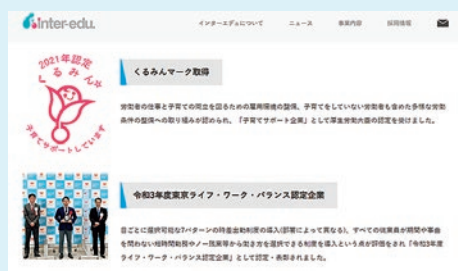 inter-edu.
インターエデュについて ニュース 事業内容 採用情報
2021年認定
くるみん
子育てサポートしています
くるみんマーク取得
労働者の仕事と子育ての両立を図るための雇用環境の整備、子育てをしていない労働者も含めた多様な労働
条件の整備への取り組みが認められ、「子育てサポート企業」として厚生労働大臣の認定を受けました。
令和3年度東京ライフ・ワーク・バランス認定企業
日ごとに選択可能な7パターンの時差出勤制度の導入(部署によって異なる)、すべての従業員が期間や事由
を問わない短時間勤務やノー残業等から働き方を選択できる制度を導入という点が評価をされ「令和3年度
ライフ・ワーク・バランス認定企業」として認定・表彰されました。